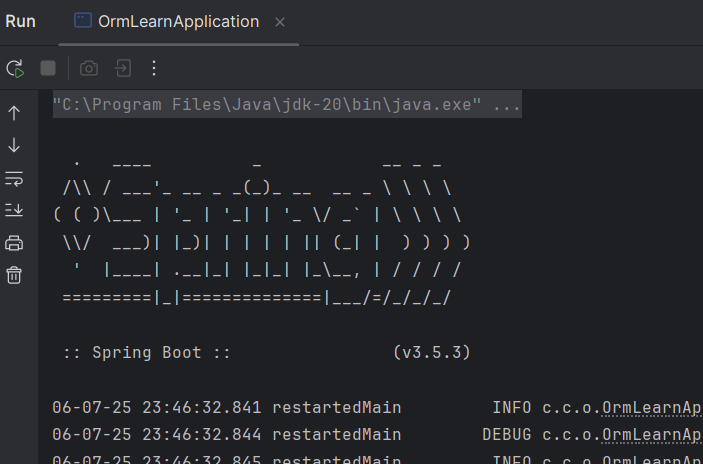 Run OrmLearnApplication
"C:\Program Files\Java\jdk-20\bin\java.exe" ...
  .   ____          _            __ _ _
 /\\ / ___'_ __ _ _(_)_ __  __ _ \ \ \ \
( ( )\___ | '_ | '_| | '_ \/ _` | \ \ \ \
 \\/  ___)| |_)| | | | | || (_| |  ) ) ) )
  '  |____| .__|_| |_|_| |_\__, | / / / /
 =========|_|==============|___/=/_/_/_/
 :: Spring Boot ::                (v3.5.3)
06-07-25 23:46:32.841 restartedMain         INFO c.c.o.OrmLearnAp
06-07-25 23:46:32.844 restartedMain        DEBUG c.c.o.OrmLearnAp
06-07-25 23:46:32.845 restartedMain         INFO c.c.o.OrmLearnAp